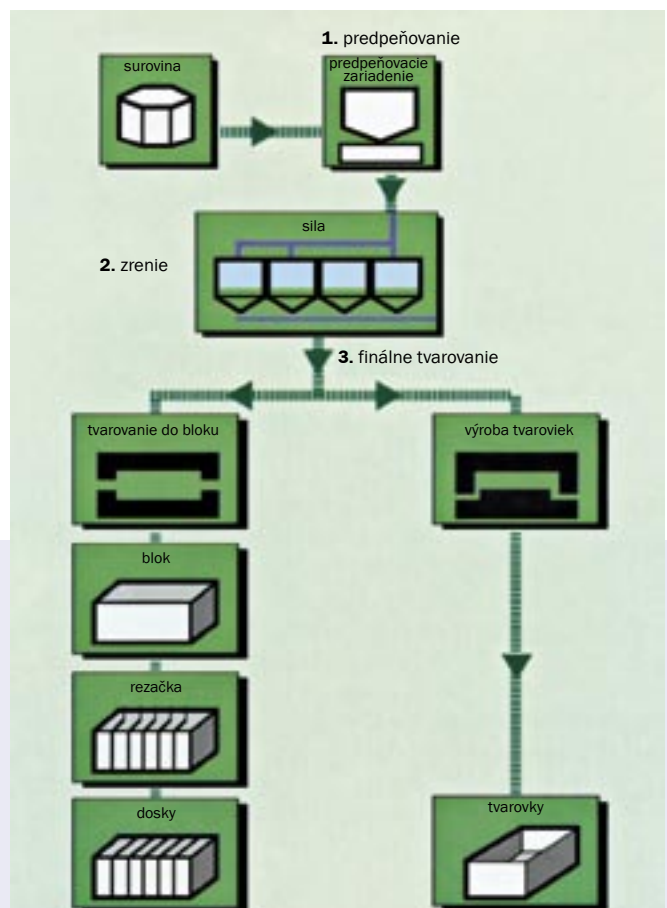 1. predpeňovanie
surovina
predpeňovacie
zariadenie
sila
2. zrenie
3. finálne tvarovanie
tvarovanie do bloku
výroba tvaroviek
blok
rezačka
dosky
tvarovky